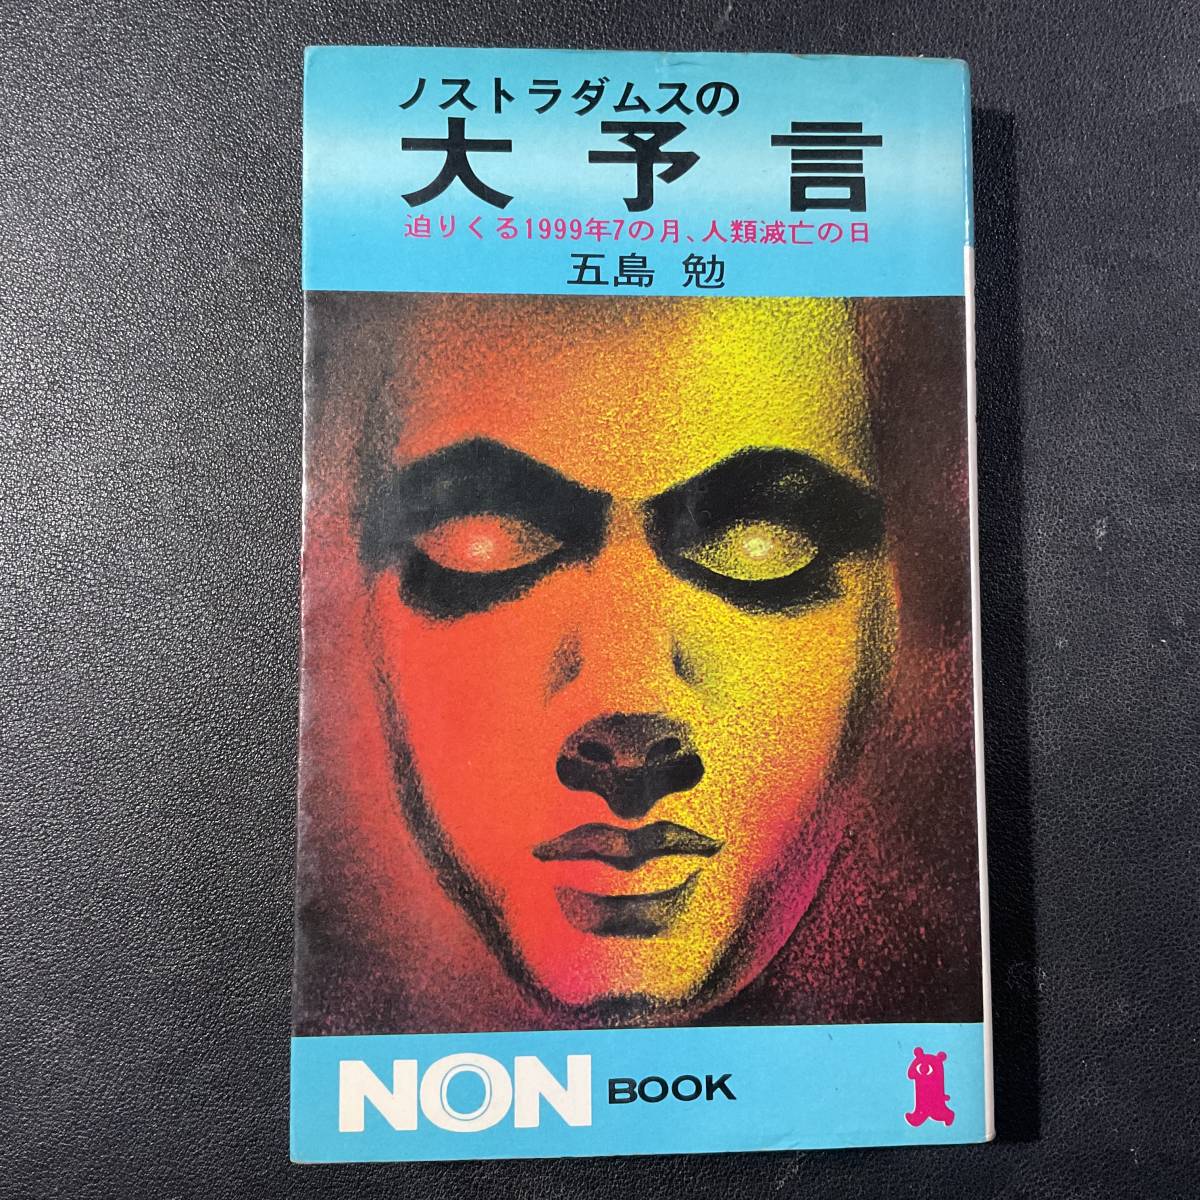 ノストラダムスの
大予言
迫りくる1999年7の月、人類滅亡の日
五島 勉
NON BOOK